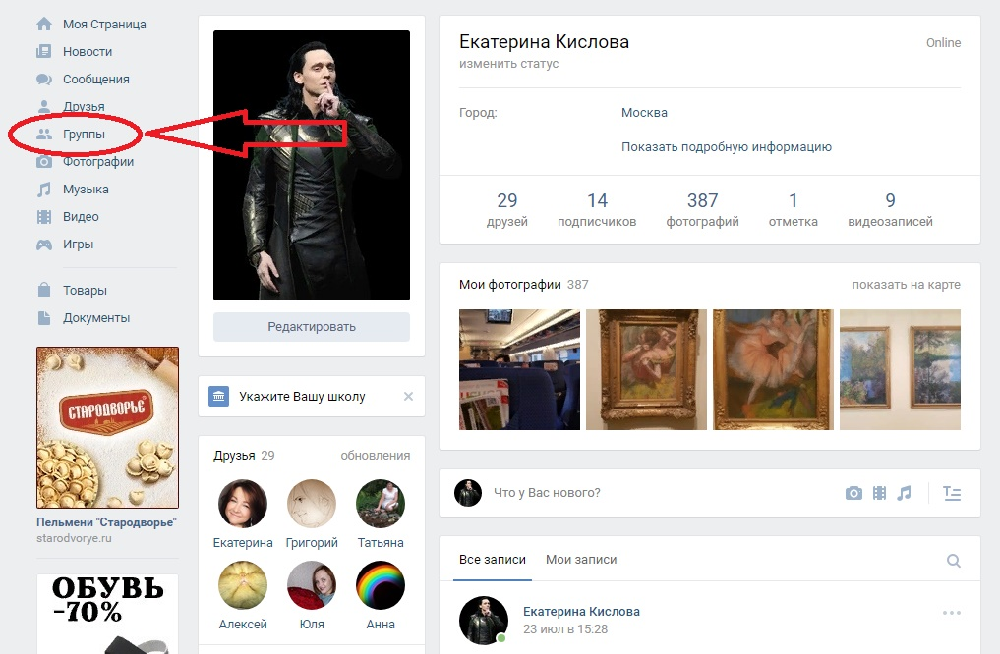 Моя Страница
Новости
Сообщения
Друзья
Группы
Фотографии
Музыка
Видео
Игры
Товары
Документы
СТАРОДВОРЬЕ
Пельмени "Стародворье"
starodvorye.ru
ОБУВЬ
-70%
Редактировать
Укажите Вашу школу
Друзья 29
обновления
Екатерина Григорий Татьяна
Алексей Юля Анна
Екатерина Кислова
Online
изменить статус
Город: Москва
Показать подробную информацию
29 14 387 1 9
друзей подписчиков фотографий отметка видеозаписей
Мои фотографии 387
показать на карте
Что у Вас нового?
Все записи Мои записи
Екатерина Кислова
23 июл в 15:28